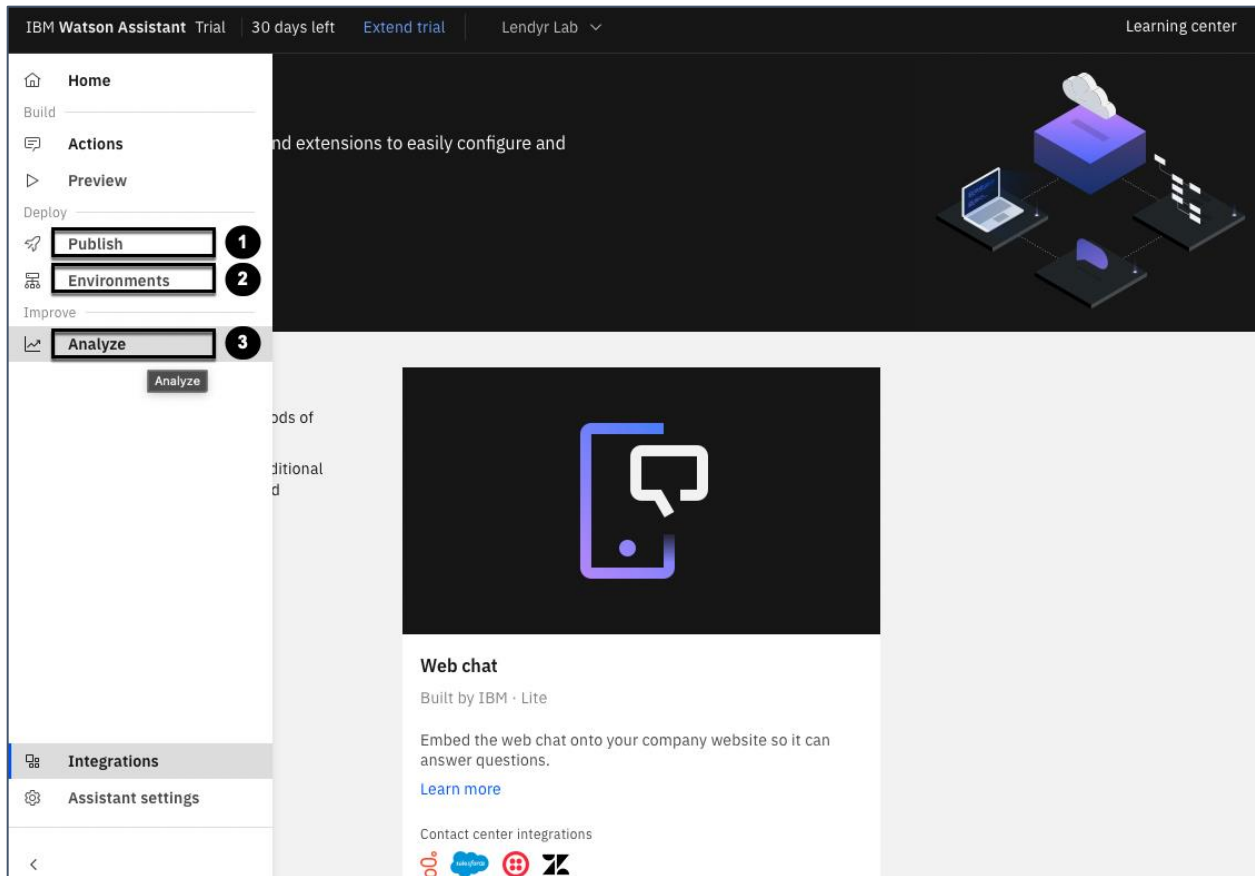 IBM Watson Assistant Trial 30 days left Extend trial Lendyr Lab Learning center
Home
Build
Actions
nd extensions to easily configure and
Preview
Deploy
Publish 1
Environments 2
Improve
Analyze 3
Analyze
ods of
ditional
d
Web chat
Built by IBM · Lite
Embed the web chat onto your company website so it can
answer questions.
Learn more
Integrations
Assistant settings
Contact center integrations
salesforce